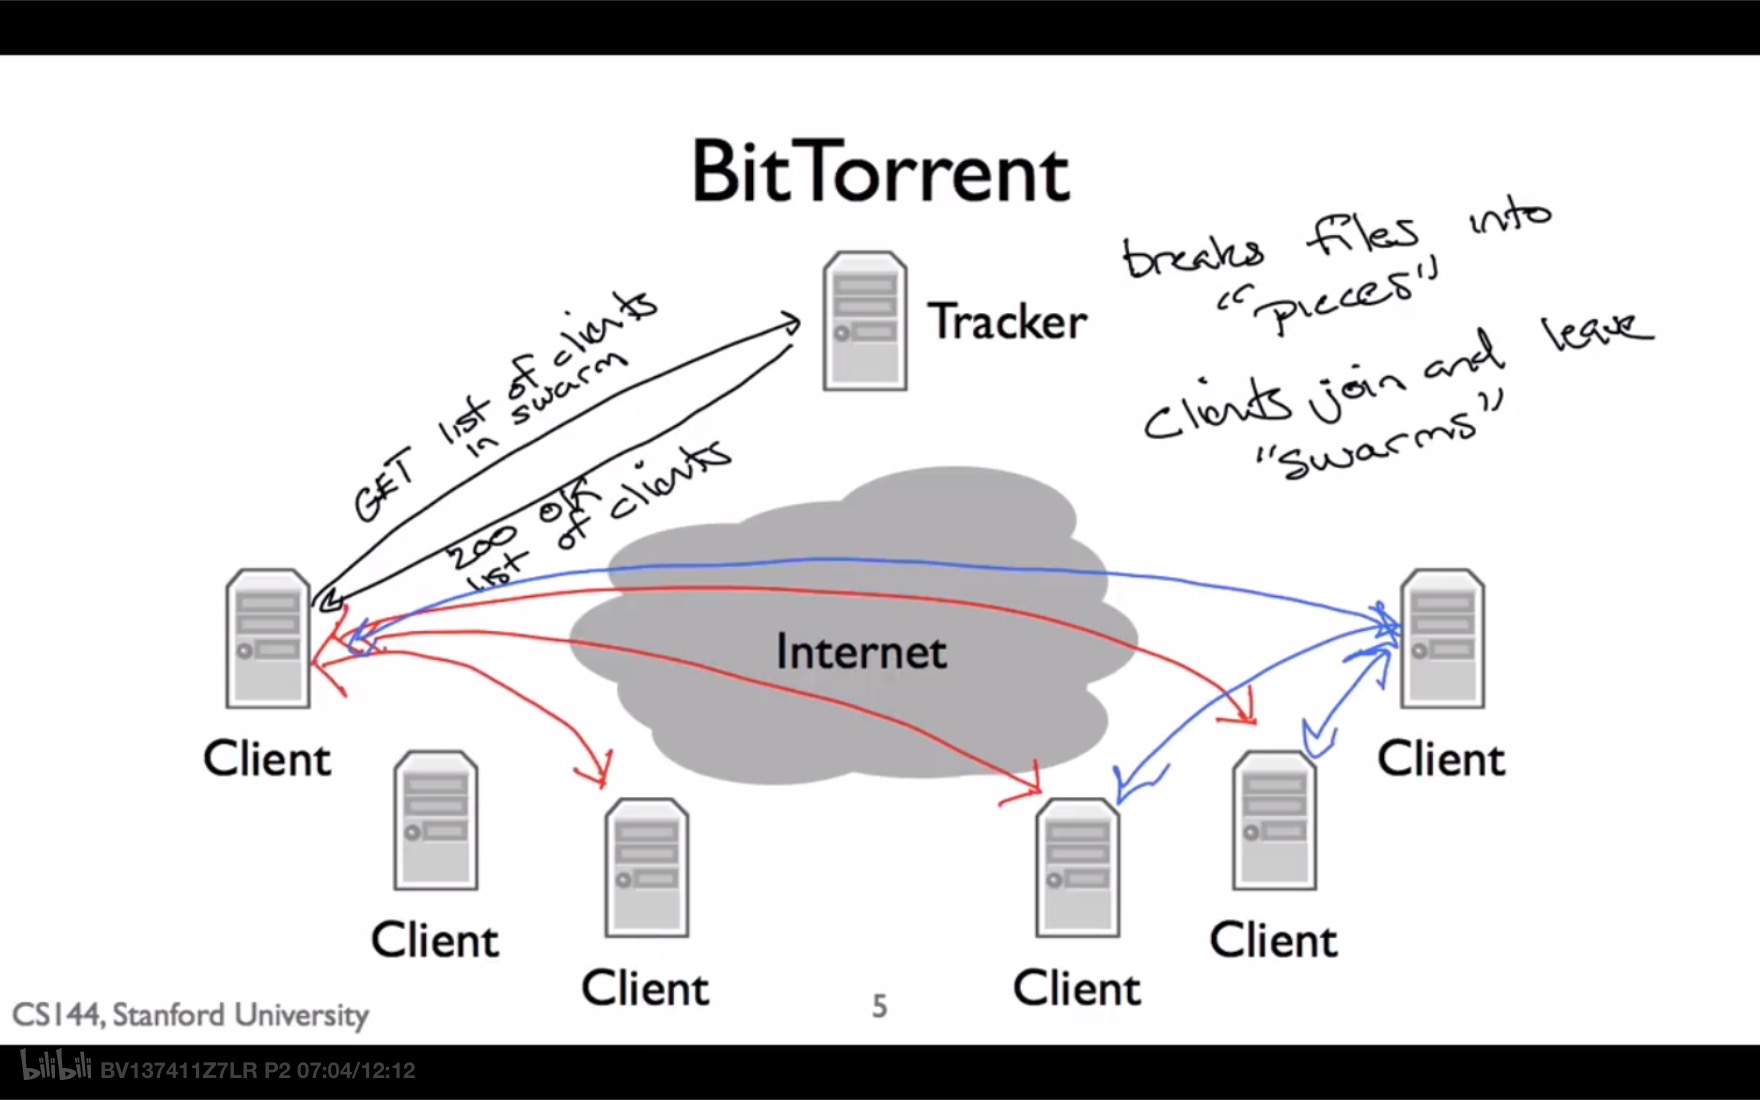 BitTorrent
Tracker
breaks files into
"pieces"
clients join and leave
"swarms"
GET list of clients
in swarm
200 OK
list of clients
Internet
Client
Client
Client
Client
Client
Client
CS144, Stanford University
5
bilibili BV137411Z7LR P2 07:04/12:12